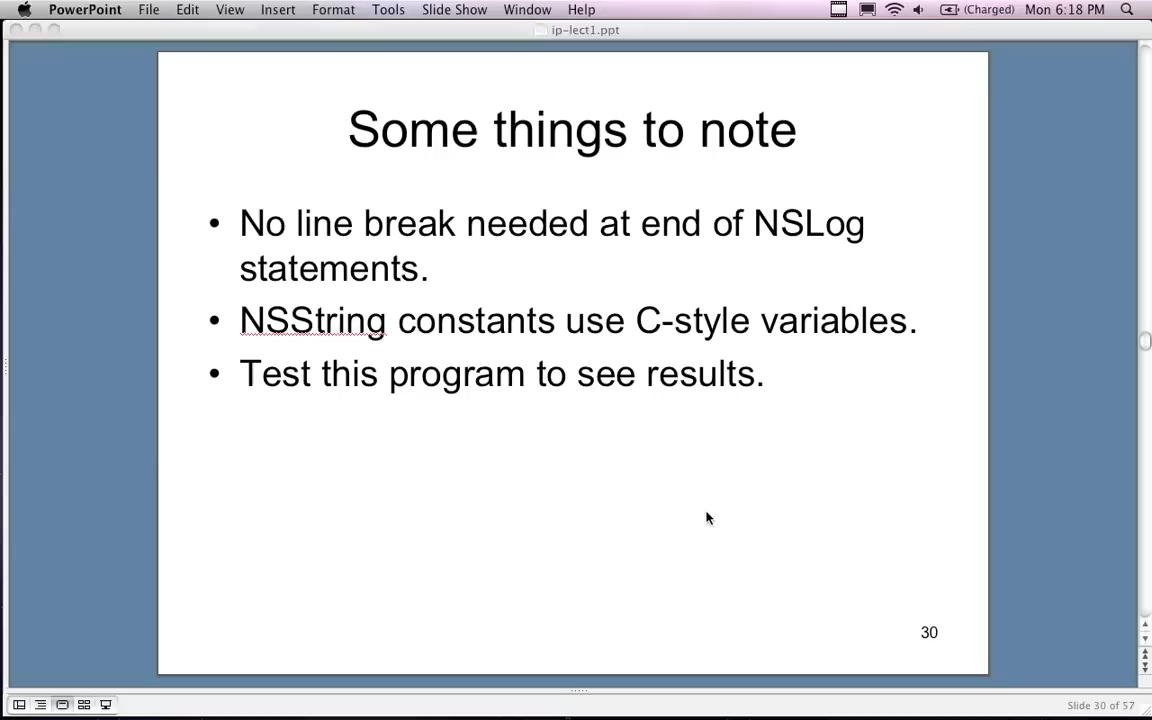 PowerPoint File Edit View Insert Format Tools Slide Show Window Help (Charged) Mon 6:18 PM
ip-lect1.ppt
Some things to note
• No line break needed at end of NSLog
statements.
• NSString constants use C-style variables.
• Test this program to see results.
30
Slide 30 of 57